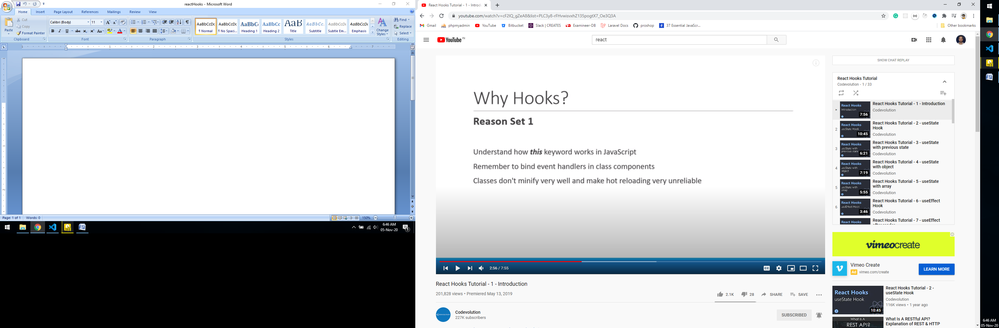 reactHooks - Microsoft Word
Home Insert Page Layout References Mailings Review View
Paste
Cut
Copy
Format Painter
Clipboard
Calibri (Body) 11
Font
Paragraph
AaBbCcDc AaBbCcDc AaBbC AaBbCc AaB AaBbCc. AaBbCcDc AaBbCcDc
¶ Normal ¶ No Spaci... Heading 1 Heading 2 Title Subtitle Subtle Em... Emphasis
Change Styles
Styles
Find
Replace
Select
Editing
Page: 1 of 1 Words: 0
150%
6:46 AM
05-Nov-20
React Hooks Tutorial - 1 - Introd
youtube.com/watch?v=cF2lQ_gZeA8&list=PLC3y8-rFHvwisvxhZ135pogtX7_Oe3Q3A
Gmail phpmyadmin YouTube Bitbucket Slack | CREATES Examineer-DB Laravel Docs proshop 37 Essential JavaScr... Other bookmarks
YouTube IN
react
Why Hooks?
Reason Set 1
Understand how this keyword works in JavaScript
Remember to bind event handlers in class components
Classes don't minify very well and make hot reloading very unreliable
2:56 / 7:55
CC
React Hooks Tutorial - 1 - Introduction
201,828 views • Premiered May 13, 2019
2.1K 28 SHARE SAVE
Codevolution
227K subscribers
SUBSCRIBED
SHOW CHAT REPLAY
React Hooks Tutorial
Codevolution - 1 / 33
React Hooks
Introduction
7:56
React Hooks Tutorial - 1 - Introduction
Codevolution
2
React Hooks
useState Hook
10:45
React Hooks Tutorial - 2 - useState
Hook
Codevolution
3
React Hooks
useState with
previous state
6:21
React Hooks Tutorial - 3 - useState
with previous state
Codevolution
4
React Hooks
useState with
object
7:19
React Hooks Tutorial - 4 - useState
with object
Codevolution
5
React Hooks
useState with
array
5:55
React Hooks Tutorial - 5 - useState
with array
Codevolution
6
React Hooks
useEffect Hook
3:46
React Hooks Tutorial - 6 - useEffect
Hook
Codevolution
React Hooks
React Hooks Tutorial - 7 - useEffect
vimeocreate
Vimeo Create
Ad vimeo.com/create
LEARN MORE
React Hooks
useState Hook
2
10:45
React Hooks Tutorial - 2 -
useState Hook
Codevolution
116K views • 1 year ago
What Is A
REST API?
What Is A RESTful API?
Explanation of REST & HTTP
6:46 AM
05-Nov-20